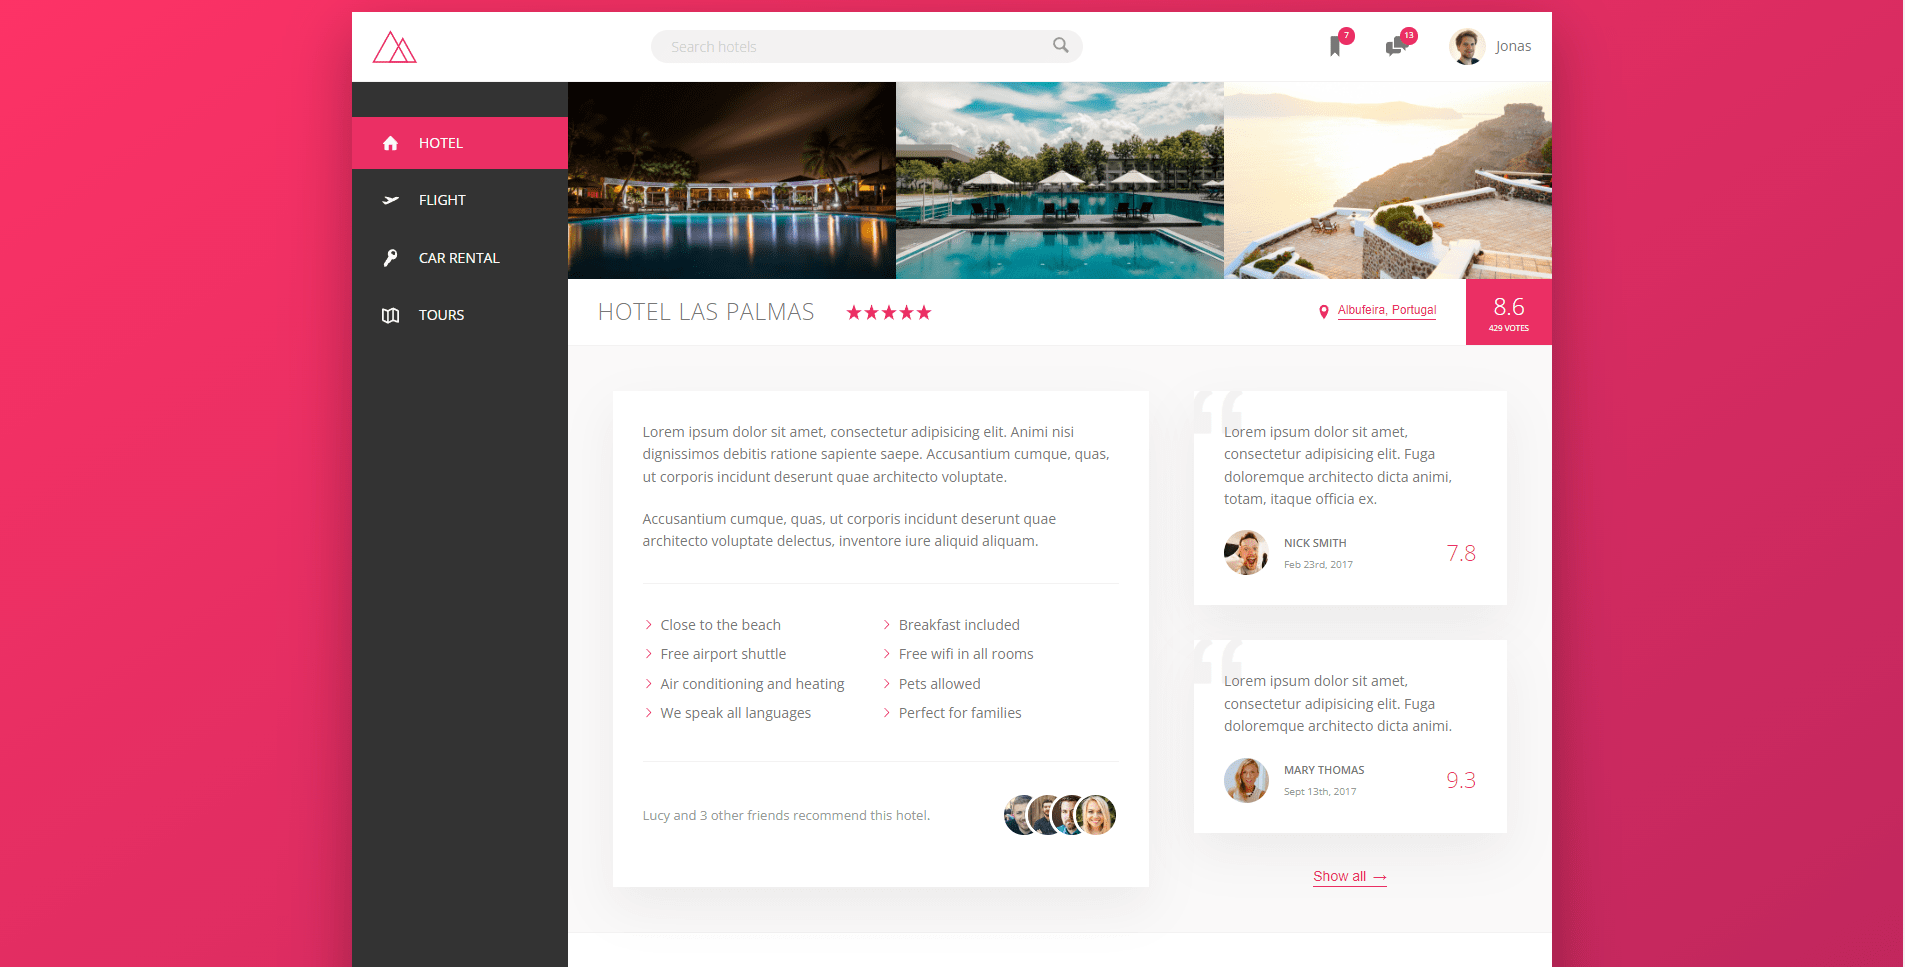 Search hotels
7
13
Jonas
HOTEL
FLIGHT
CAR RENTAL
TOURS
HOTEL LAS PALMAS
Albufeira, Portugal
8.6
429 VOTES
Lorem ipsum dolor sit amet, consectetur adipisicing elit. Animi nisi
dignissimos debitis ratione sapiente saepe. Accusantium cumque, quas,
ut corporis incidunt deserunt quae architecto voluptate.
Accusantium cumque, quas, ut corporis incidunt deserunt quae
architecto voluptate delectus, inventore iure aliquid aliquam.
Close to the beach
Free airport shuttle
Air conditioning and heating
We speak all languages
Breakfast included
Free wifi in all rooms
Pets allowed
Perfect for families
Lucy and 3 other friends recommend this hotel.
“
Lorem ipsum dolor sit amet,
consectetur adipisicing elit. Fuga
doloremque architecto dicta animi,
totam, itaque officia ex.
NICK SMITH
Feb 23rd, 2017
7.8
“
Lorem ipsum dolor sit amet,
consectetur adipisicing elit. Fuga
doloremque architecto dicta animi.
MARY THOMAS
Sept 13th, 2017
9.3
Show all →